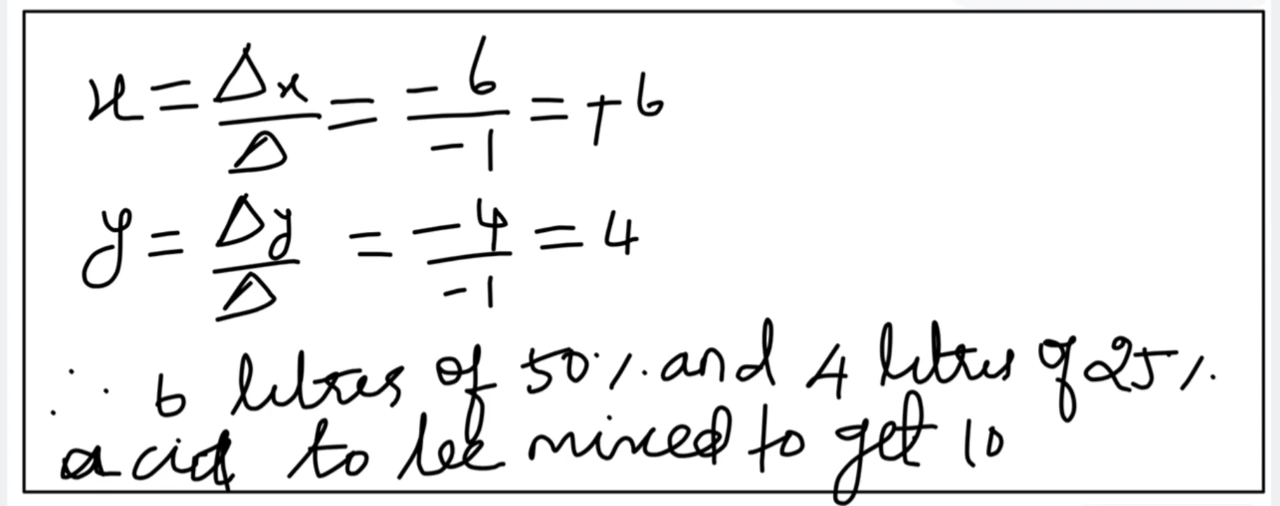 x = Δx/Δ = -6/-1 = +6
y = Δy/Δ = -4/-1 = 4
∴ 6 litres of 50% and 4 litres of 25%
acid to be mixed to get 10